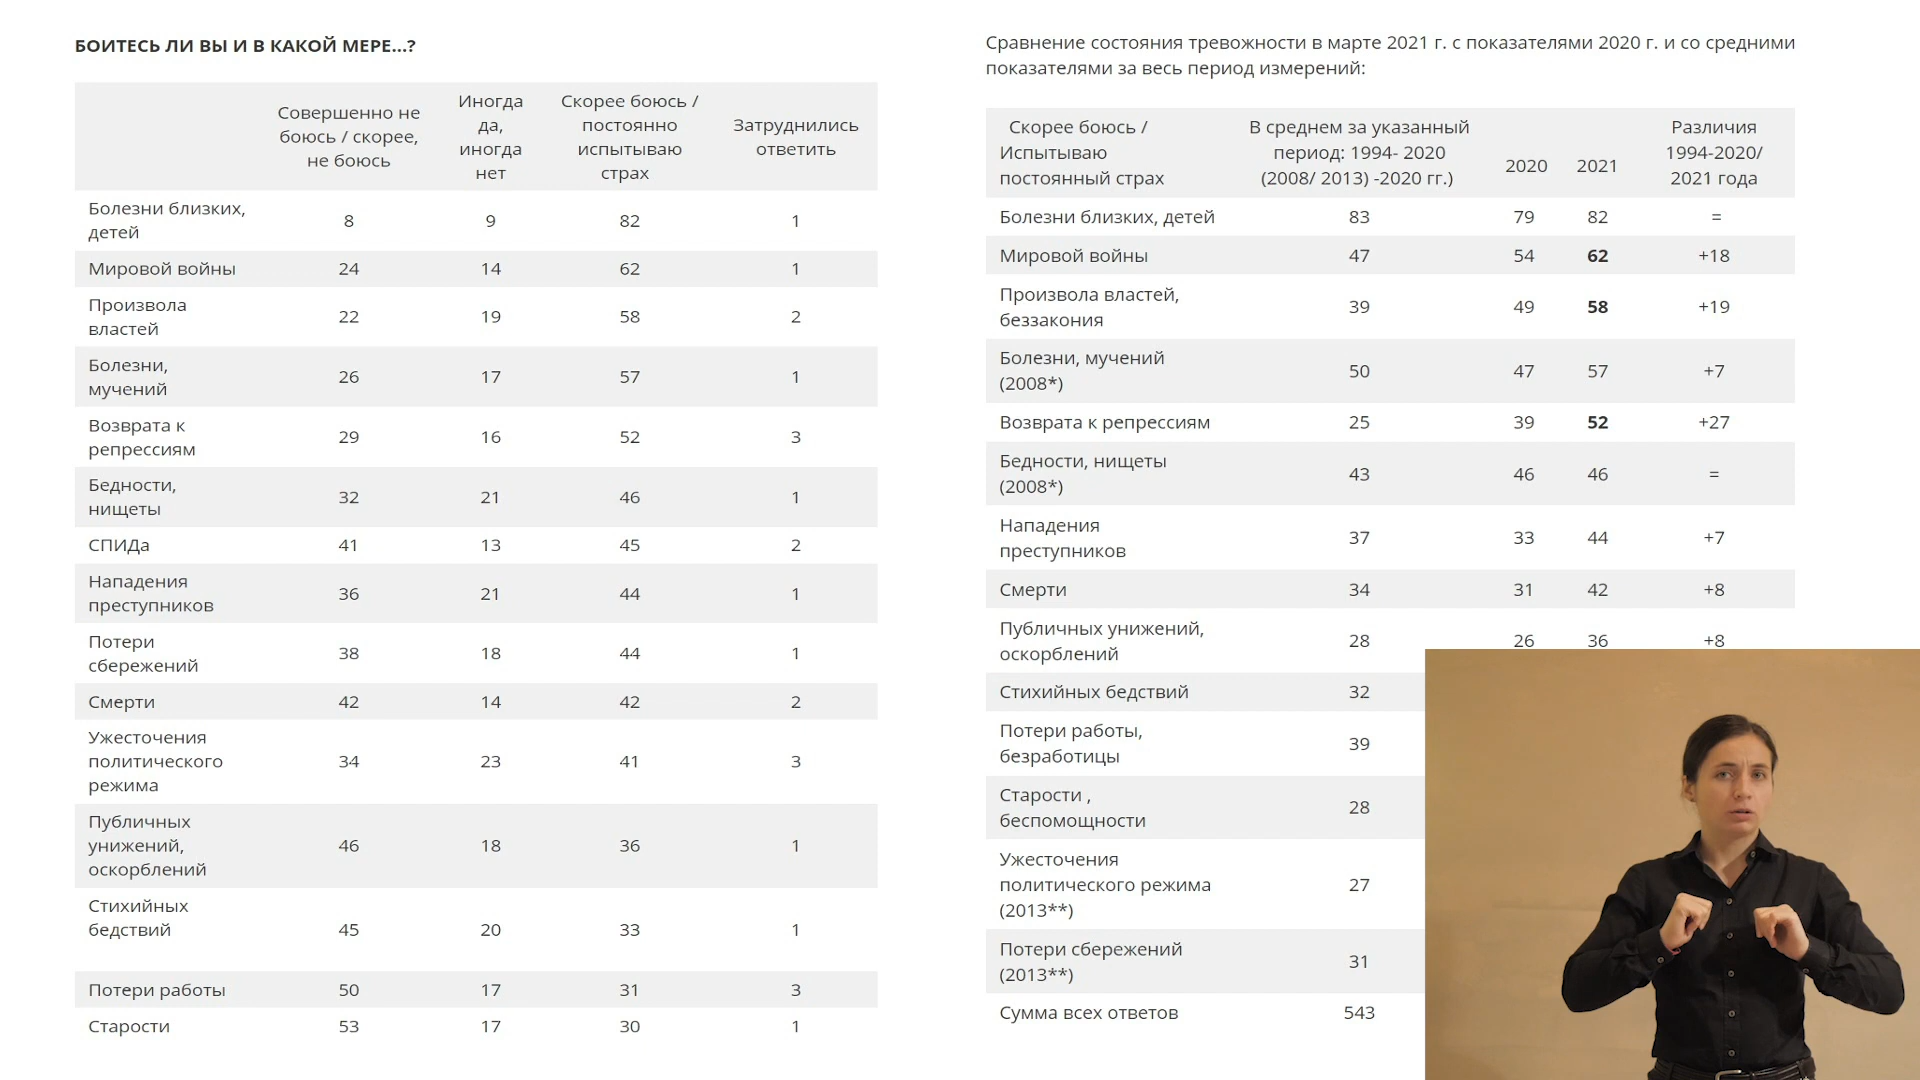 БОИТЕСЬ ЛИ ВЫ И В КАКОЙ МЕРЕ...?
Совершенно не
боюсь / скорее,
не боюсь
Иногда
да,
иногда
нет
Скорее боюсь /
постоянно
испытываю
страх
Затруднились
ответить
Болезни близких,
детей
8 9 82 1
Мировой войны 24 14 62 1
Произвола
властей
22 19 58 2
Болезни,
мучений
26 17 57 1
Возврата к
репрессиям
29 16 52 3
Бедности,
нищеты
32 21 46 1
СПИДа 41 13 45 2
Нападения
преступников
36 21 44 1
Потери
сбережений
38 18 44 1
Смерти 42 14 42 2
Ужесточения
политического
режима
34 23 41 3
Публичных
унижений,
оскорблений
46 18 36 1
Стихийных
бедствий
45 20 33 1
Потери работы 50 17 31 3
Старости 53 17 30 1
Сравнение состояния тревожности в марте 2021 г. с показателями 2020 г. и со средними
показателями за весь период измерений:
Скорее боюсь /
Испытываю
постоянный страх
В среднем за указанный
период: 1994- 2020
(2008/ 2013) -2020 гг.)
2020
2021
Различия
1994-2020/
2021 года
Болезни близких, детей 83 79 82 =
Мировой войны 47 54 62 +18
Произвола властей,
беззакония
39 49 58 +19
Болезни, мучений
(2008*)
50 47 57 +7
Возврата к репрессиям 25 39 52 +27
Бедности, нищеты
(2008*)
43 46 46 =
Нападения
преступников
37 33 44 +7
Смерти 34 31 42 +8
Публичных унижений,
оскорблений
28 26 36 +8
Стихийных бедствий 32
Потери работы,
безработицы
39
Старости ,
беспомощности
28
Ужесточения
политического режима
(2013**)
27
Потери сбережений
(2013**)
31
Сумма всех ответов 543